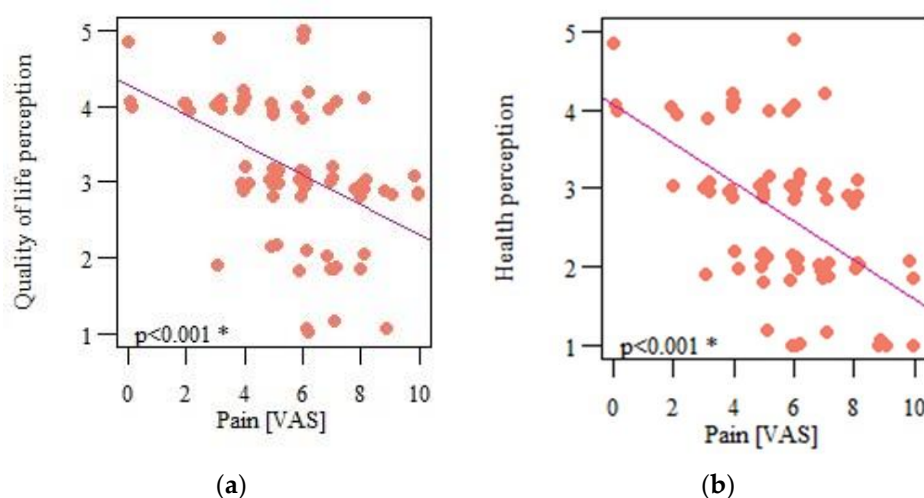 Quality of life perception
5
4
3
2
1
p<0.001 *
0 2 4 6 8 10
Pain [VAS]
(a)
Health perception
5
4
3
2
1
p<0.001 *
0 2 4 6 8 10
Pain [VAS]
(b)